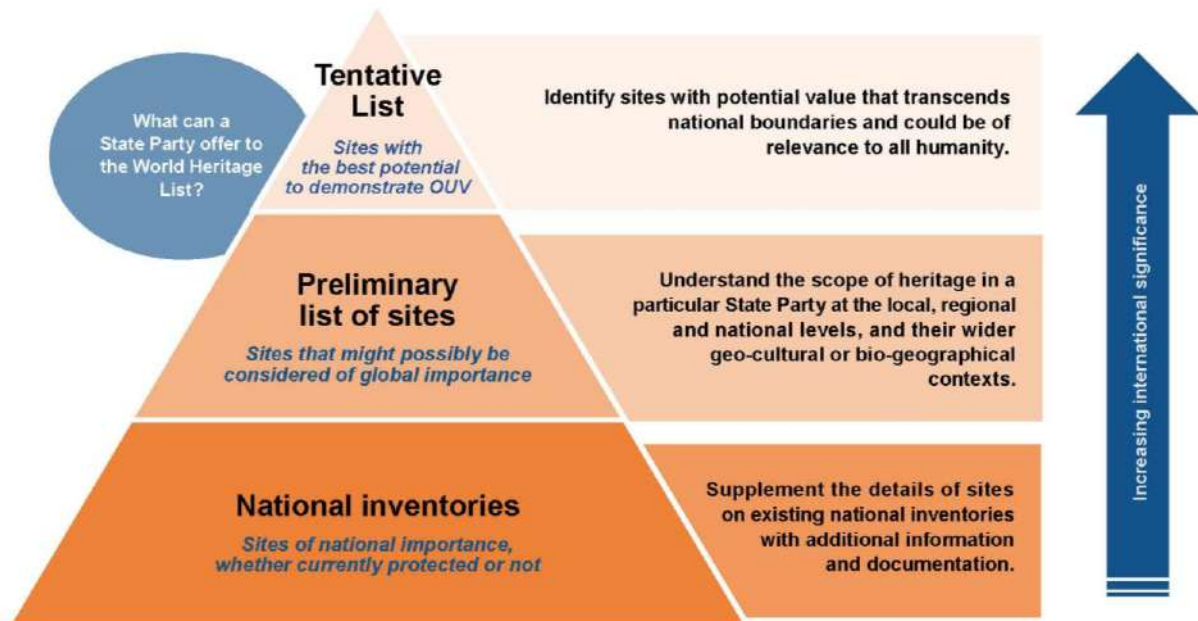 What can a
State Party offer to
the World Heritage
List?
Tentative
List
Sites with
the best potential
to demonstrate OUV
Identify sites with potential value that transcends
national boundaries and could be of
relevance to all humanity.
Preliminary
list of sites
Sites that might possibly be
considered of global importance
Understand the scope of heritage in a
particular State Party at the local, regional
and national levels, and their wider
geo-cultural or bio-geographical
contexts.
National inventories
Sites of national importance,
whether currently protected or not
Supplement the details of sites
on existing national inventories
with additional information
and documentation.
Increasing international significance